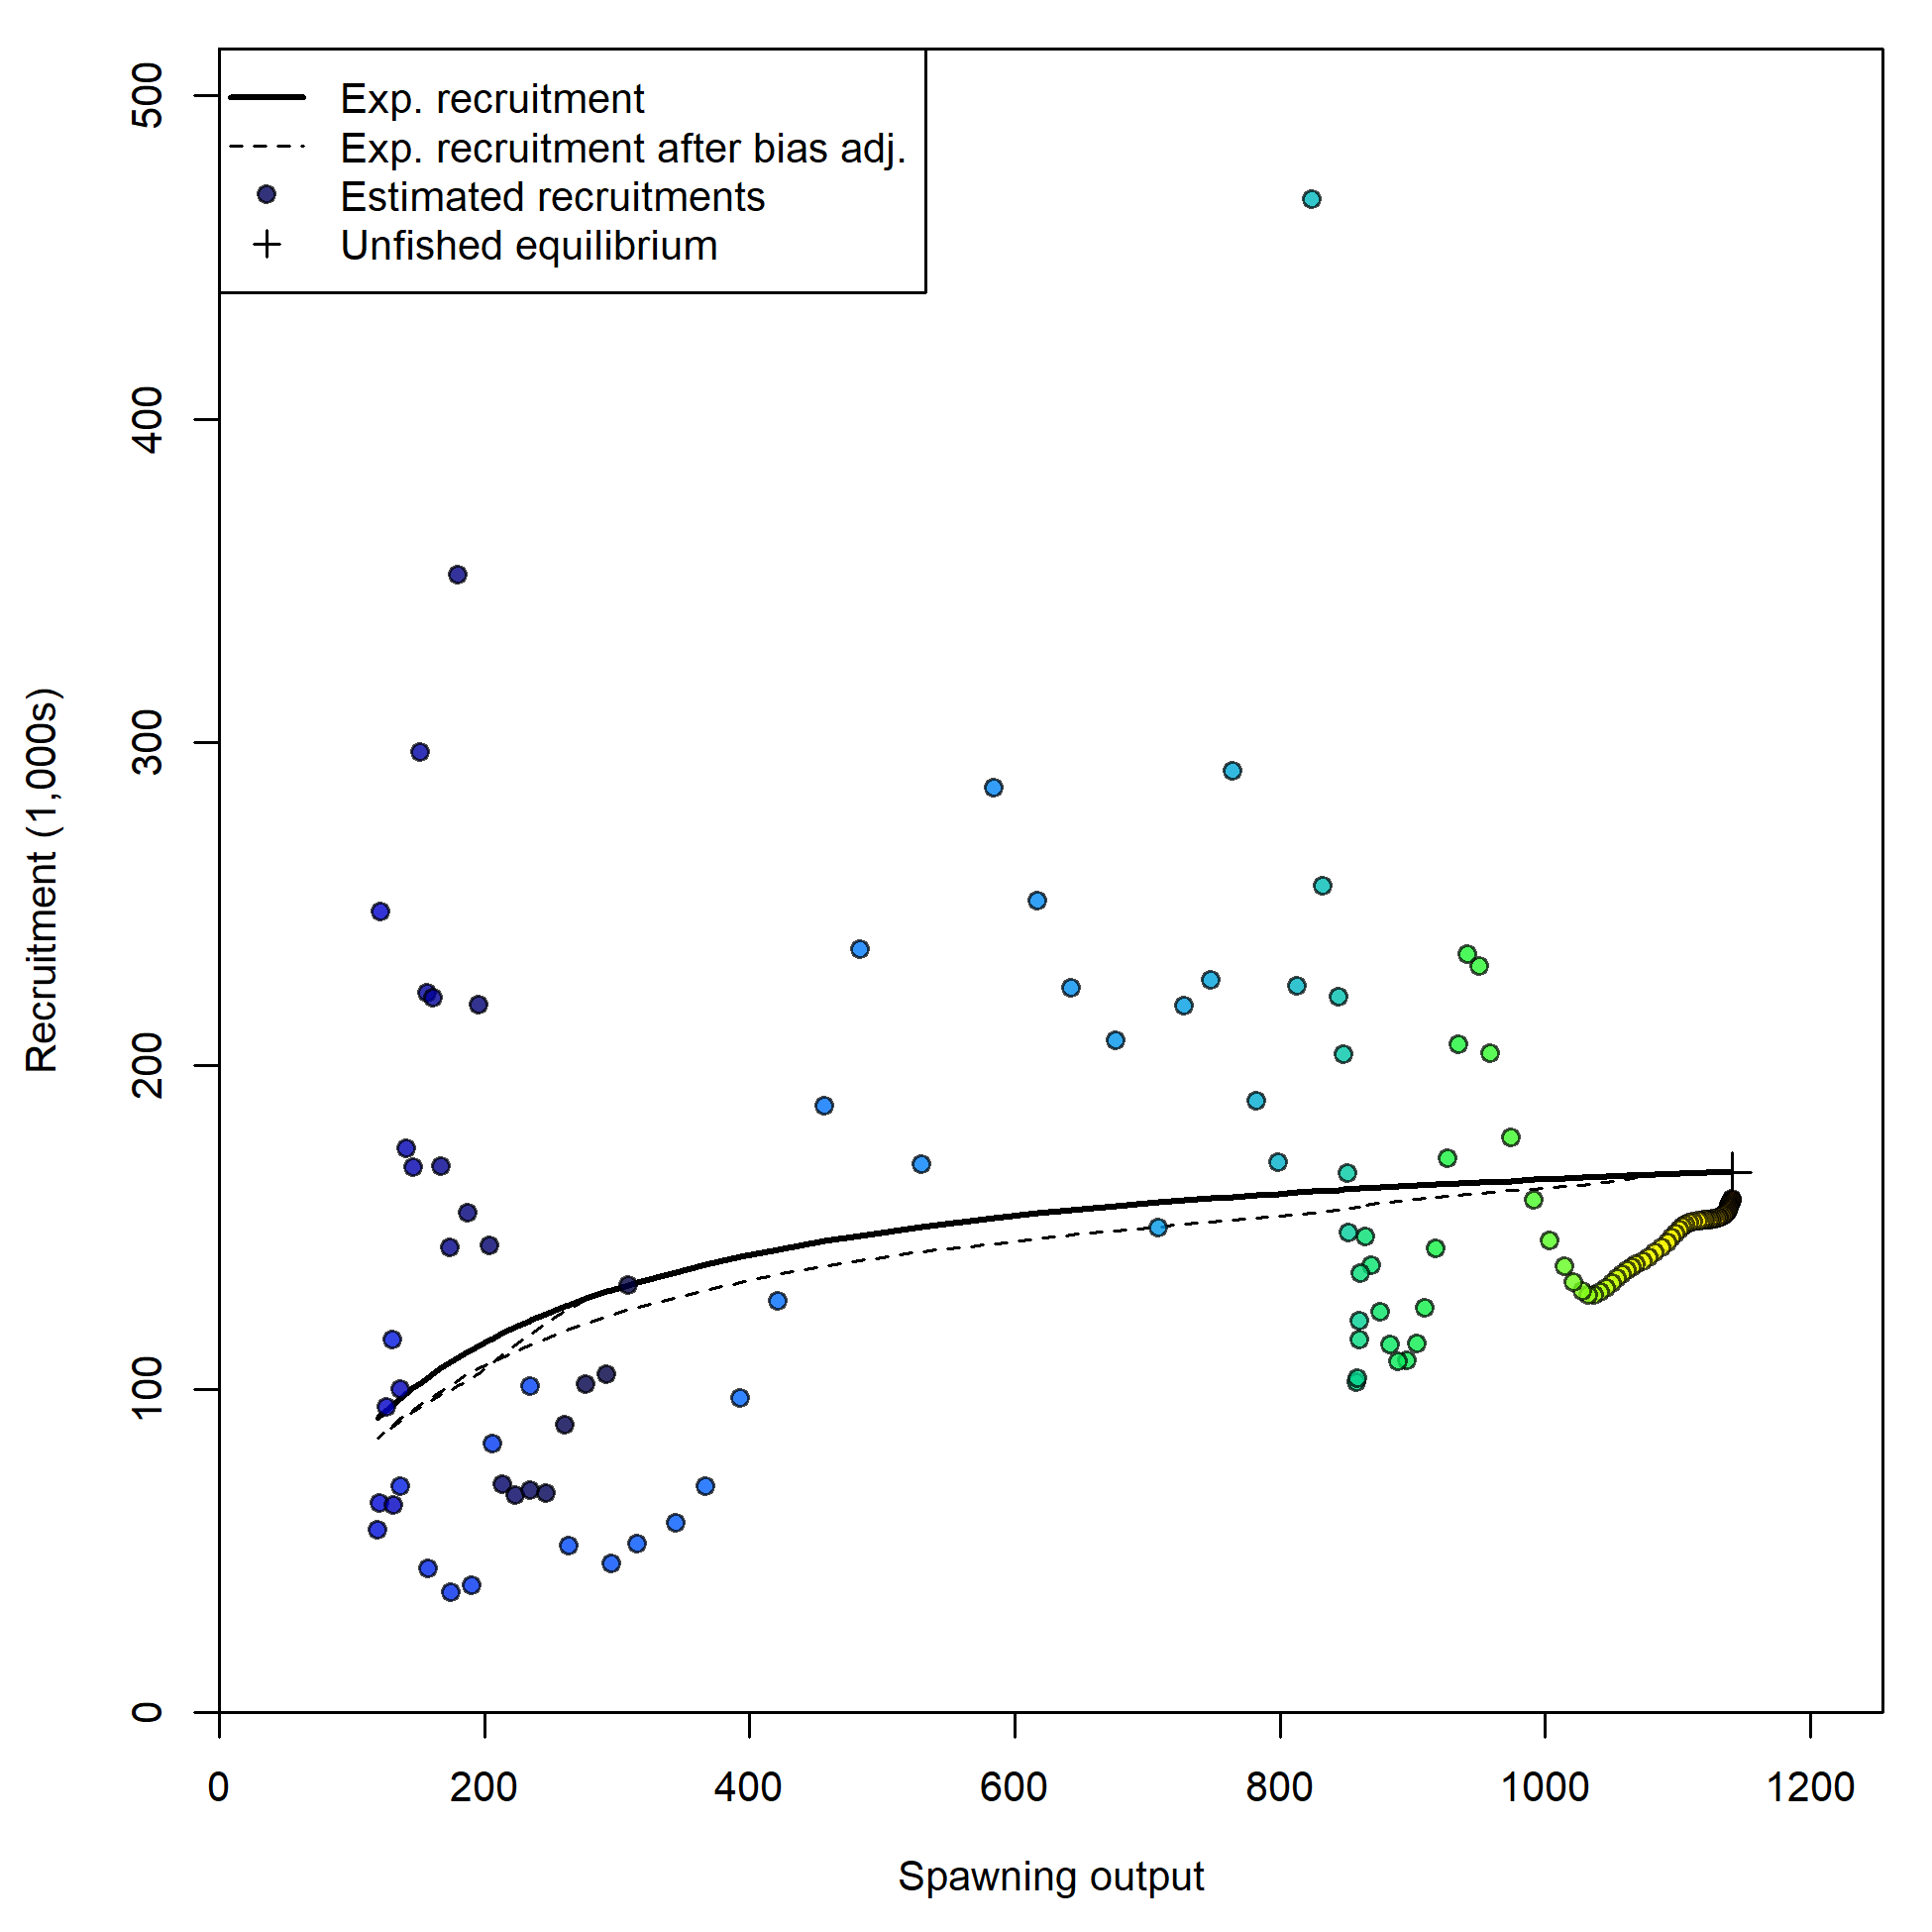 Exp. recruitment
Exp. recruitment after bias adj.
Estimated recruitments
Unfished equilibrium
500
400
300
200
100
0
Recruitment (1,000s)
0 200 400 600 800 1000 1200
Spawning output